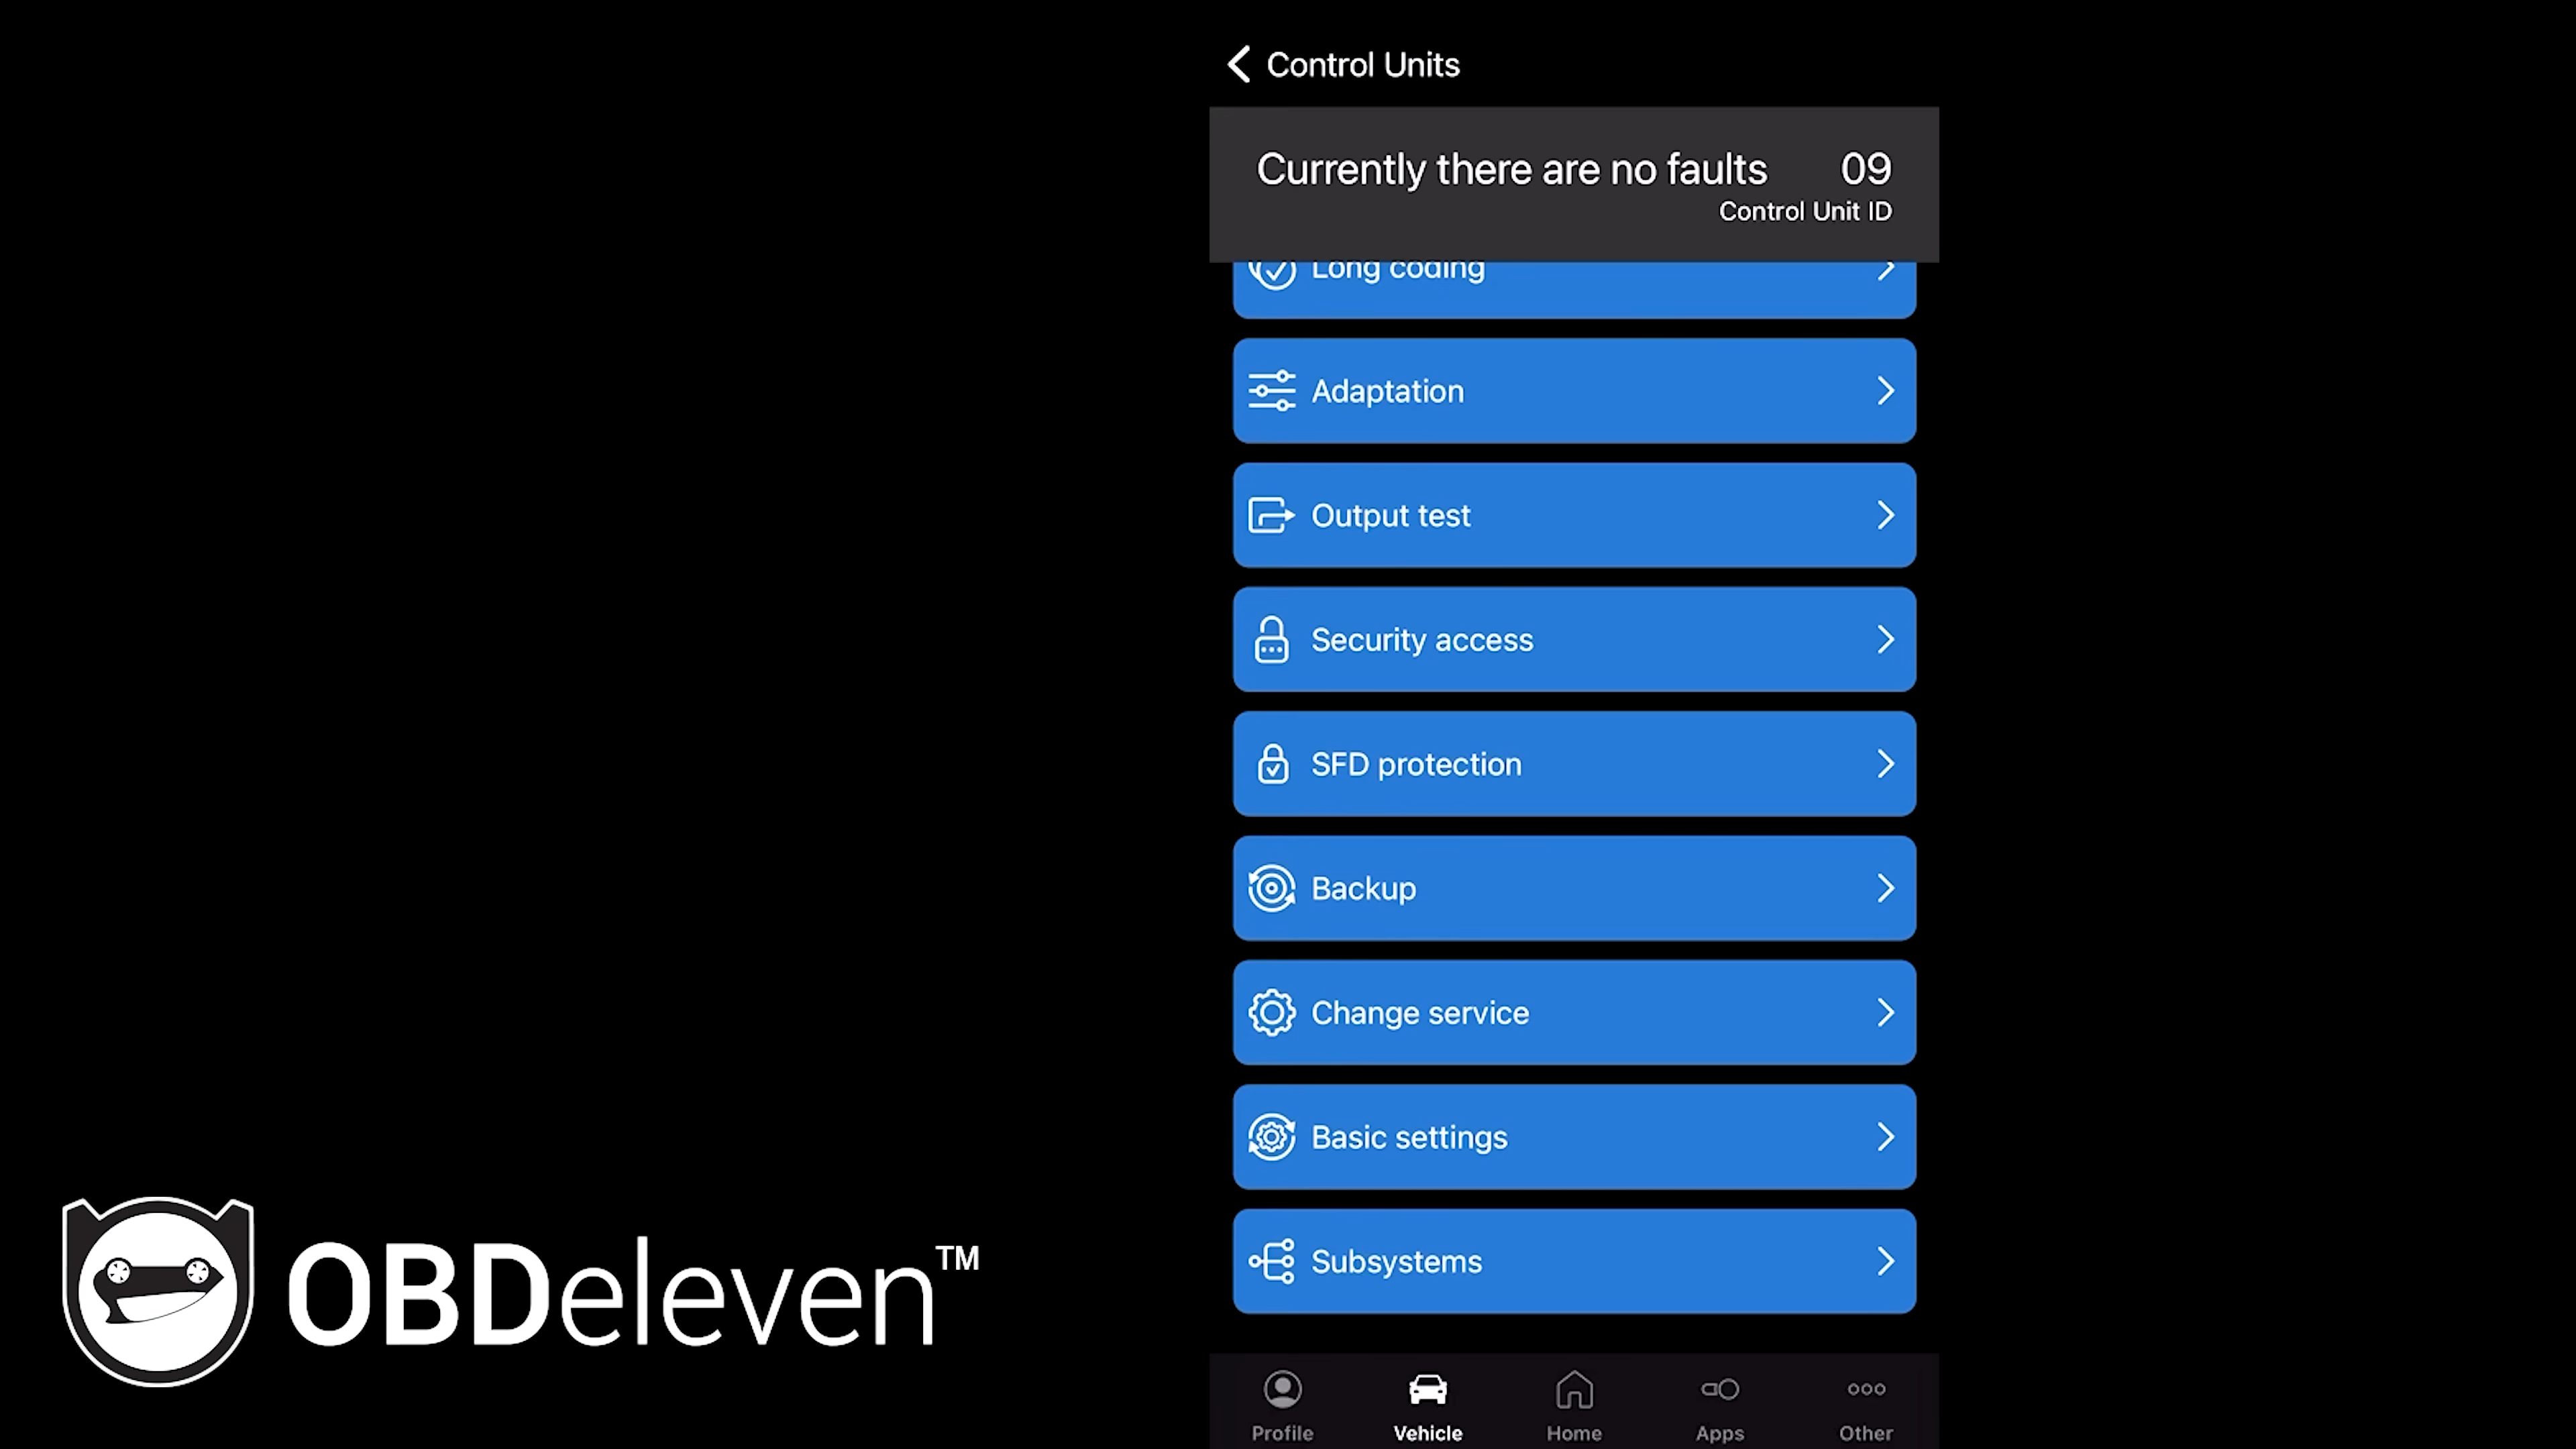 Control Units
Currently there are no faults 09
Control Unit ID
Long coding
Adaptation
Output test
Security access
SFD protection
Backup
Change service
Basic settings
Subsystems
OBDeleven™
Profile Vehicle Home Apps Other